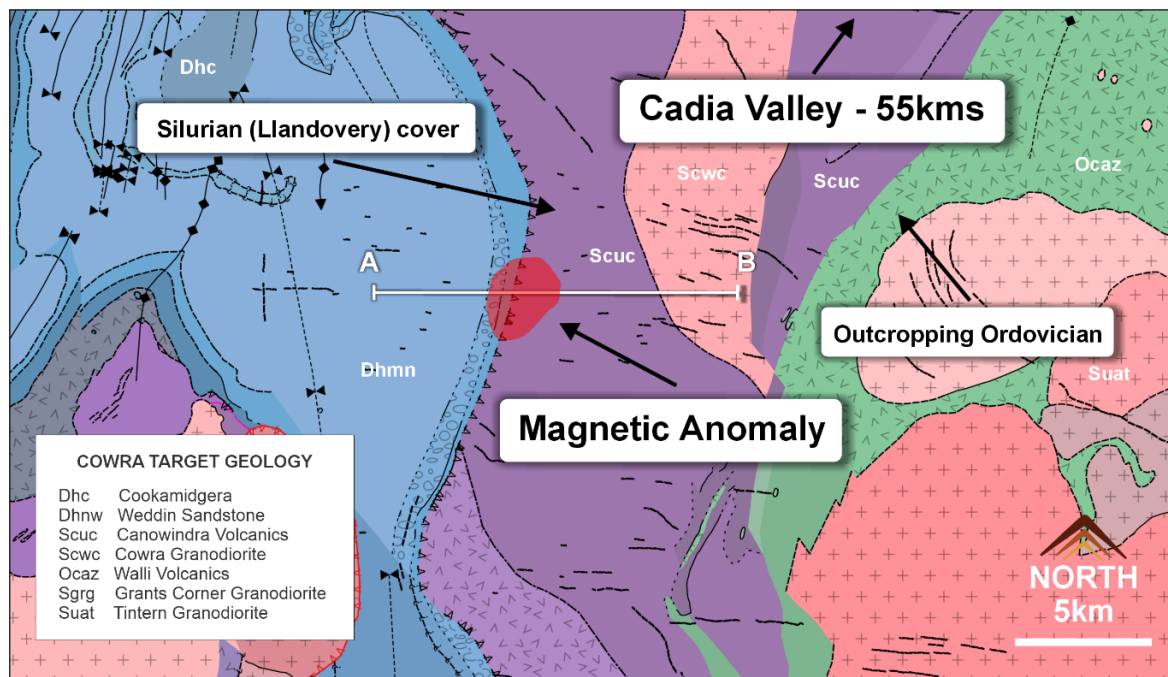 Dhc
Silurian (Llandovery) cover
Cadia Valley - 55kms
Scwc
Scuc
Ocaz
A
Scuc
B
Outcropping Ordovician
Dhmn
Suat
Magnetic Anomaly
COWRA TARGET GEOLOGY
Dhc Cookamidgera
Dhnw Weddin Sandstone
Scuc Canowindra Volcanics
Scwc Cowra Granodiorite
Ocaz Walli Volcanics
Sgrg Grants Corner Granodiorite
Suat Tintern Granodiorite
NORTH
5km